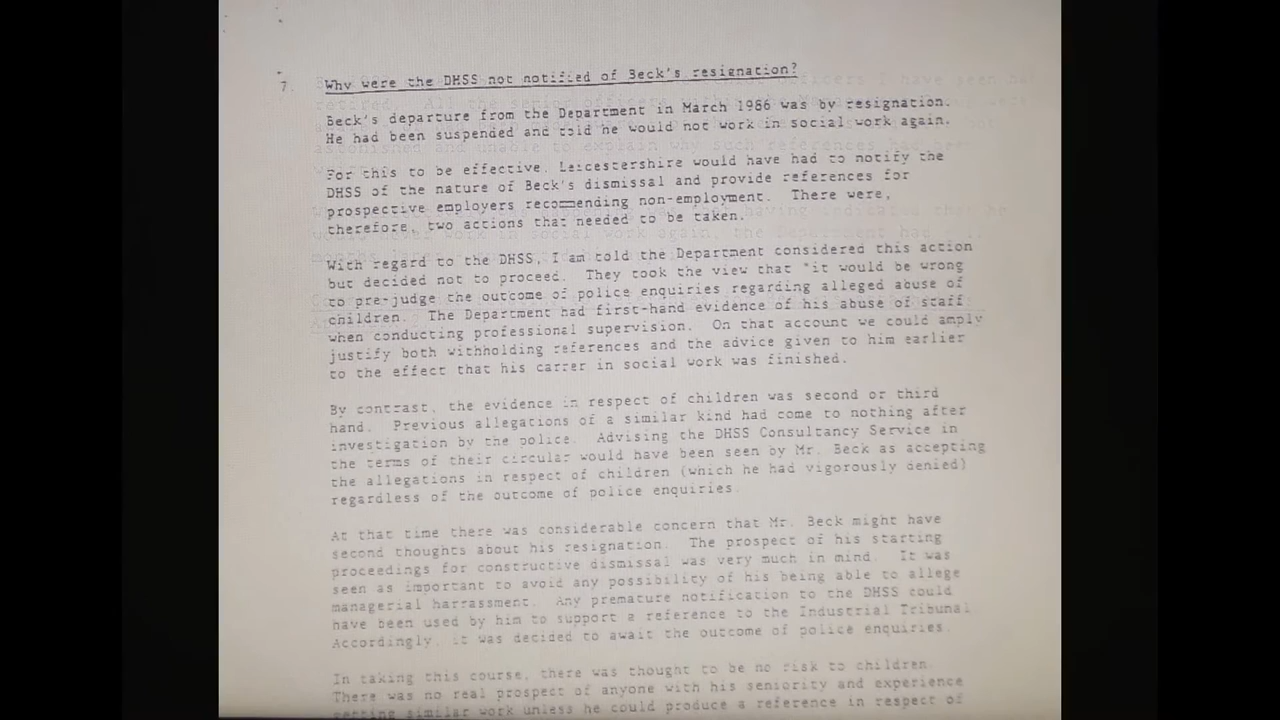 7. Why were the DHSS not notified of Beck's resignation?
Beck's departure from the Department in March 1986 was by resignation.
He had been suspended and told he would not work in social work again.
For this to be effective, Leicestershire would have had to notify the
DHSS of the nature of Beck's dismissal and provide references for
prospective employers recommending non-employment. There were,
therefore, two actions that needed to be taken.
With regard to the DHSS, I am told the Department considered this action
but decided not to proceed. They took the view that "it would be wrong
to pre-judge the outcome of police enquiries regarding alleged abuse of
children. The Department had first-hand evidence of his abuse of staff
when conducting professional supervision. On that account we could amply
justify both withholding references and the advice given to him earlier
to the effect that his carrer in social work was finished.
By contrast, the evidence in respect of children was second or third
hand. Previous allegations of a similar kind had come to nothing after
investigation by the police. Advising the DHSS Consultancy Service in
the terms of their circular would have been seen by Mr. Beck as accepting
the allegations in respect of children (which he had vigorously denied)
regardless of the outcome of police enquiries.
At that time there was considerable concern that Mr. Beck might have
second thoughts about his resignation. The prospect of his starting
proceedings for constructive dismissal was very much in mind. It was
seen as important to avoid any possibility of his being able to allege
managerial harrassment. Any premature notification to the DHSS could
have been used by him to support a reference to the Industrial Tribunal
Accordingly, it was decided to await the outcome of police enquiries.
In taking this course, there was thought to be no risk to children.
There was no real prospect of anyone with his seniority and experience
getting similar work unless he could produce a reference in respect of